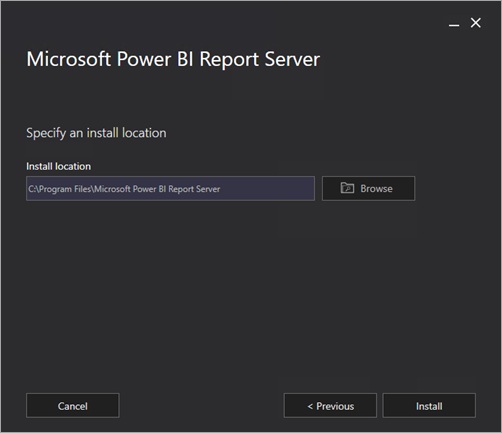 Microsoft Power BI Report Server
Specify an install location
Install location
C:\Program Files\Microsoft Power BI Report Server
Browse
Cancel
< Previous
Install